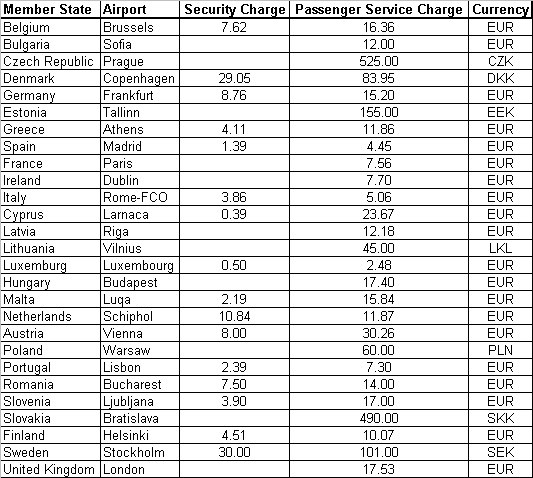 Member State Airport Security Charge Passenger Service Charge Currency
Belgium Brussels 7.62 16.36 EUR
Bulgaria Sofia 12.00 EUR
Czech Republic Prague 525.00 CZK
Denmark Copenhagen 29.05 83.95 DKK
Germany Frankfurt 8.76 15.20 EUR
Estonia Tallinn 155.00 EEK
Greece Athens 4.11 11.86 EUR
Spain Madrid 1.39 4.45 EUR
France Paris 7.56 EUR
Ireland Dublin 7.70 EUR
Italy Rome-FCO 3.86 5.06 EUR
Cyprus Larnaca 0.39 23.67 EUR
Latvia Riga 12.18 EUR
Lithuania Vilnius 45.00 LKL
Luxemburg Luxembourg 0.50 2.48 EUR
Hungary Budapest 17.40 EUR
Malta Luqa 2.19 15.84 EUR
Netherlands Schiphol 10.84 11.87 EUR
Austria Vienna 8.00 30.26 EUR
Poland Warsaw 60.00 PLN
Portugal Lisbon 2.39 7.30 EUR
Romania Bucharest 7.50 14.00 EUR
Slovenia Ljubljana 3.90 17.00 EUR
Slovakia Bratislava 490.00 SKK
Finland Helsinki 4.51 10.07 EUR
Sweden Stockholm 30.00 101.00 SEK
United Kingdom London 17.53 EUR